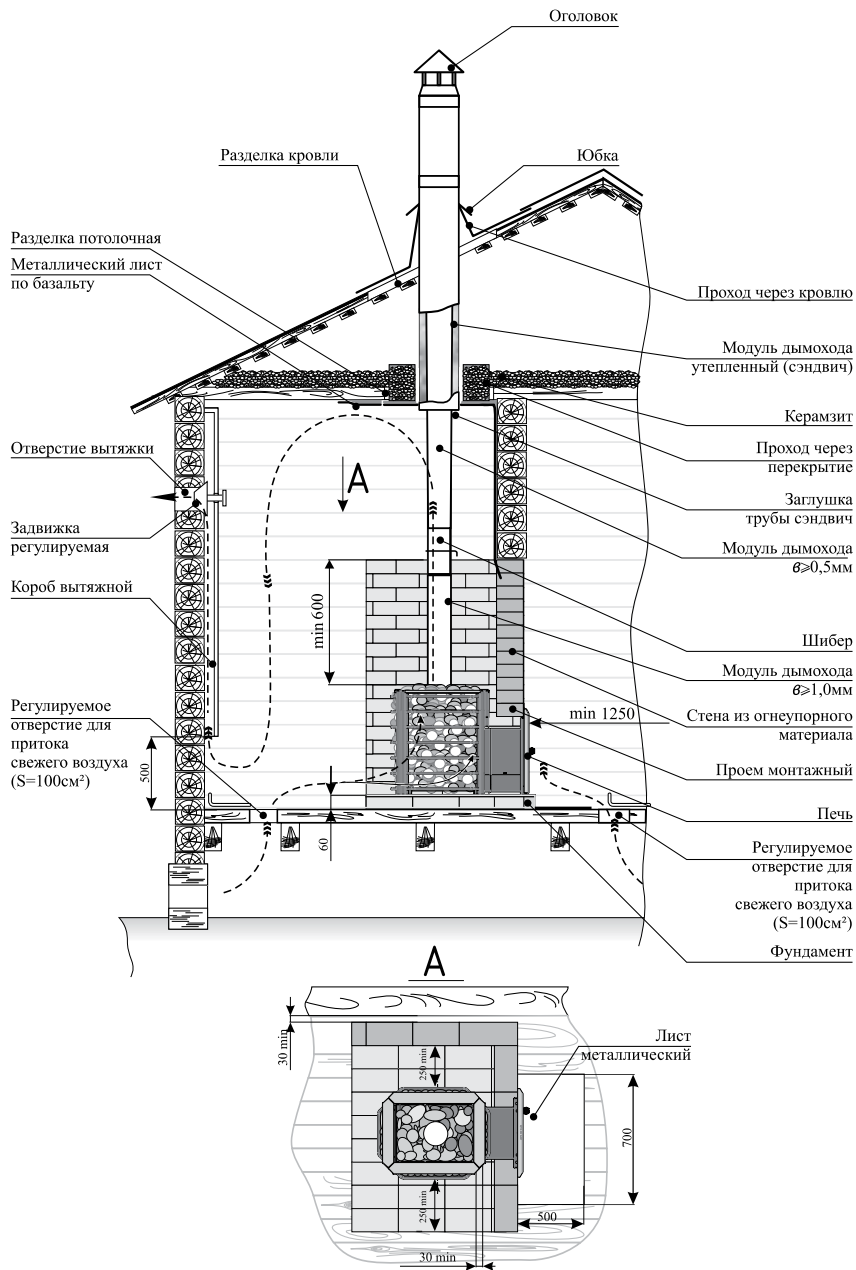 Оголовок
Разделка кровли
Юбка
Разделка потолочная
Металлический лист
по базальту
Проход через кровлю
Модуль дымохода
утепленный (сэндвич)
Керамзит
Отверстие вытяжки
Проход через
перекрытие
А
Заглушка
трубы сэндвич
Задвижка
регулируемая
Модуль дымохода
в⩾0,5мм
Короб вытяжной
min 600
Шибер
Модуль дымохода
в⩾1,0мм
Регулируемое
отверстие для
притока
свежего воздуха
(S=100см²)
min 1250
Стена из огнеупорного
материала
500
Проем монтажный
Печь
60
Регулируемое
отверстие для
притока
свежего воздуха
(S=100см²)
Фундамент
А
30 min
250 min
Лист
металлический
700
250 min
500
30 min